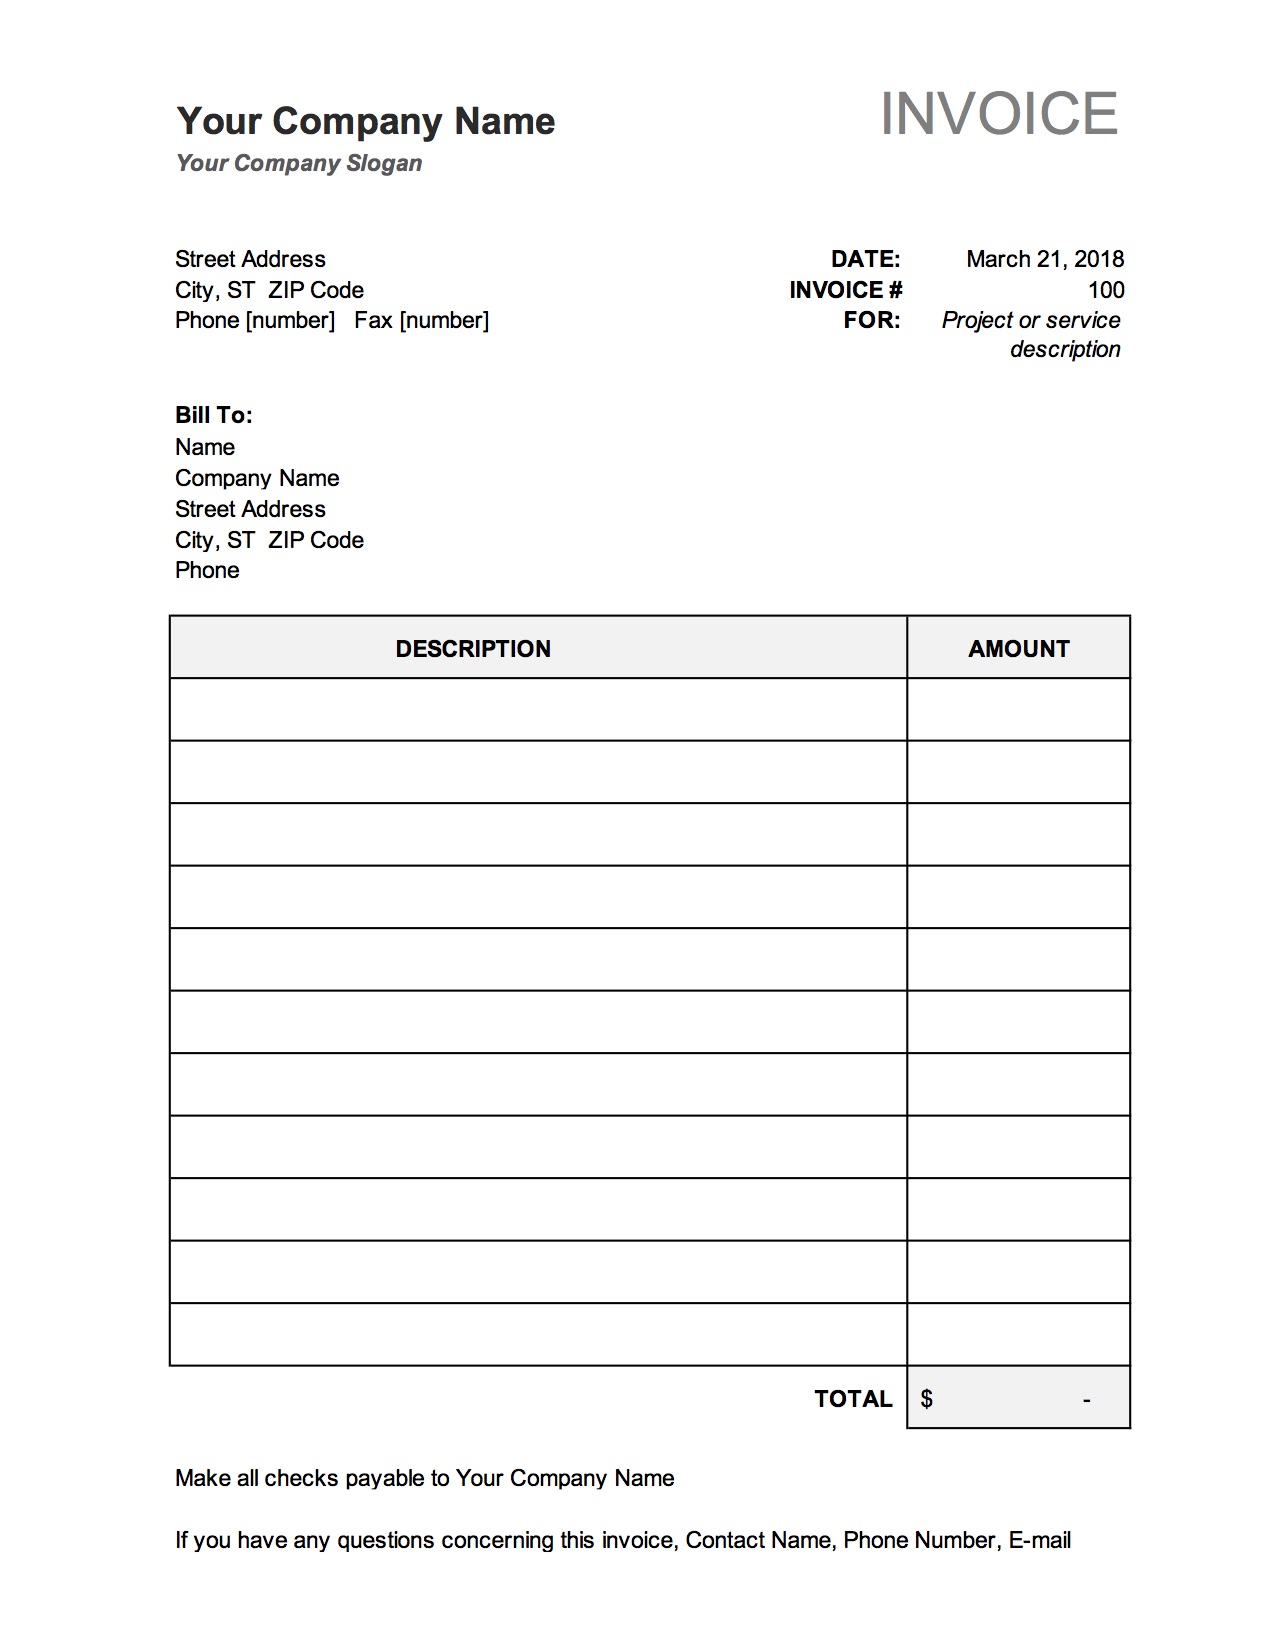 Your Company Name
INVOICE
Your Company Slogan
Street Address
DATE: March 21, 2018
City, ST  ZIP Code
INVOICE # 100
Phone [number]   Fax [number]
FOR: Project or service
description
Bill To:
Name
Company Name
Street Address
City, ST  ZIP Code
Phone
DESCRIPTION AMOUNT
TOTAL $ -
Make all checks payable to Your Company Name
If you have any questions concerning this invoice, Contact Name, Phone Number, E-mail